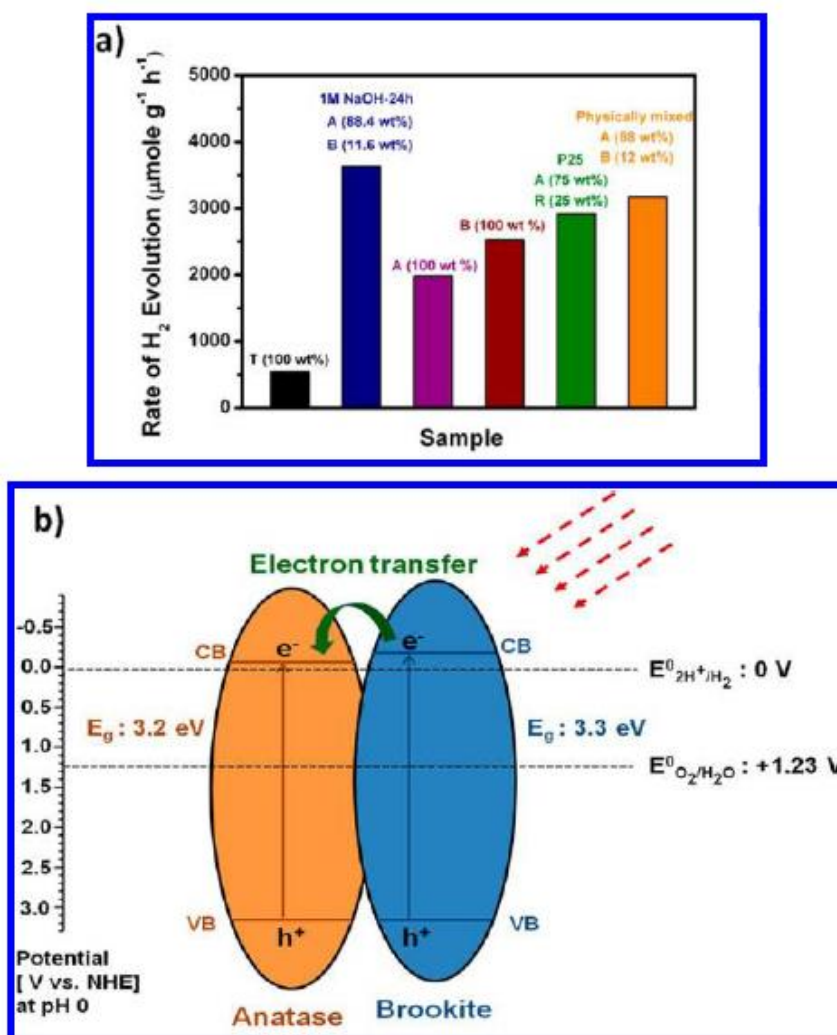 a)
Rate of H₂ Evolution (μmole g⁻¹ h⁻¹)
5000
4000
3000
2000
1000
0
T (100 wt%)
1M NaOH-24h
A (88.4 wt%)
B (11.6 wt%)
A (100 wt %)
B (100 wt %)
P25
A (75 wt%)
R (25 wt%)
Physically mixed
A (88 wt%)
B (12 wt%)
Sample
b)
Electron transfer
-0.5
0.0
0.5
1.0
1.5
2.0
2.5
3.0
CB
e⁻
e⁻
CB
E⁰ 2H⁺/H₂ : 0 V
Eg : 3.2 eV
Eg : 3.3 eV
E⁰ O₂/H₂O : +1.23 V
VB
h⁺
h⁺
VB
Potential
[ V vs. NHE]
at pH 0
Anatase
Brookite